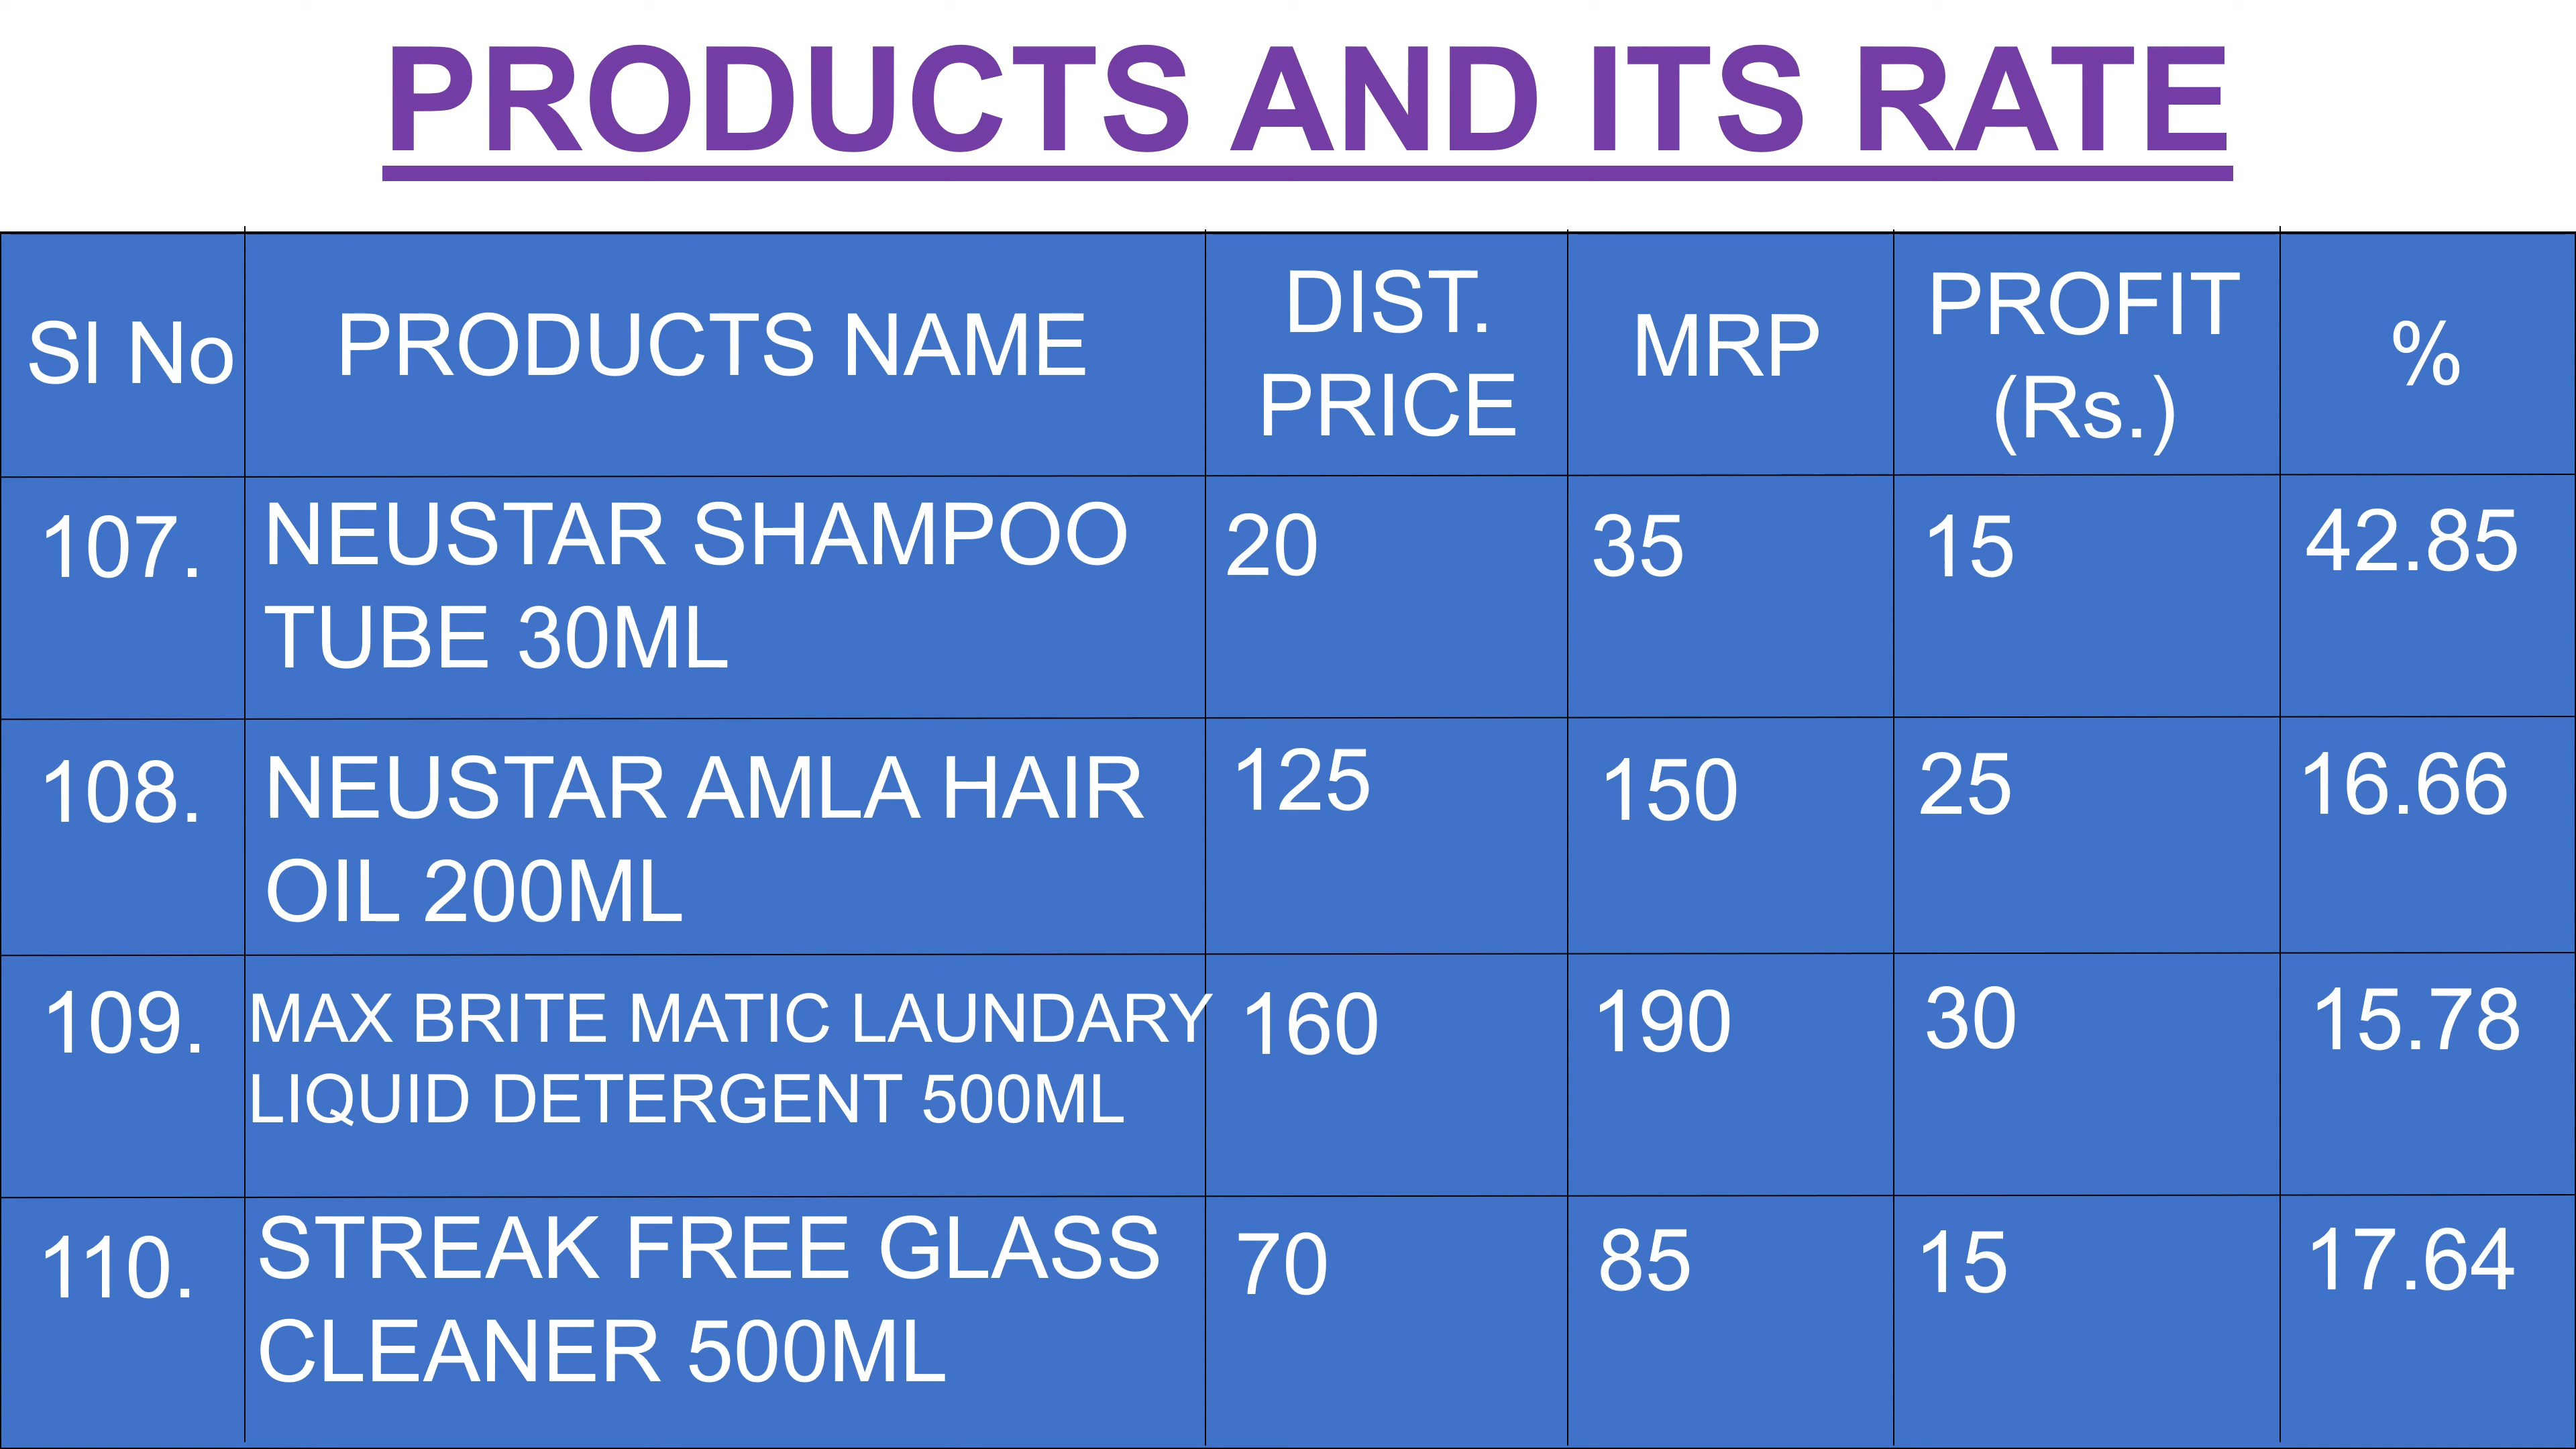 PRODUCTS AND ITS RATE
Sl No PRODUCTS NAME DIST. PRICE MRP PROFIT (Rs.) %
107. NEUSTAR SHAMPOO TUBE 30ML 20 35 15 42.85
108. NEUSTAR AMLA HAIR OIL 200ML 125 150 25 16.66
109. MAX BRITE MATIC LAUNDARY LIQUID DETERGENT 500ML 160 190 30 15.78
110. STREAK FREE GLASS CLEANER 500ML 70 85 15 17.64